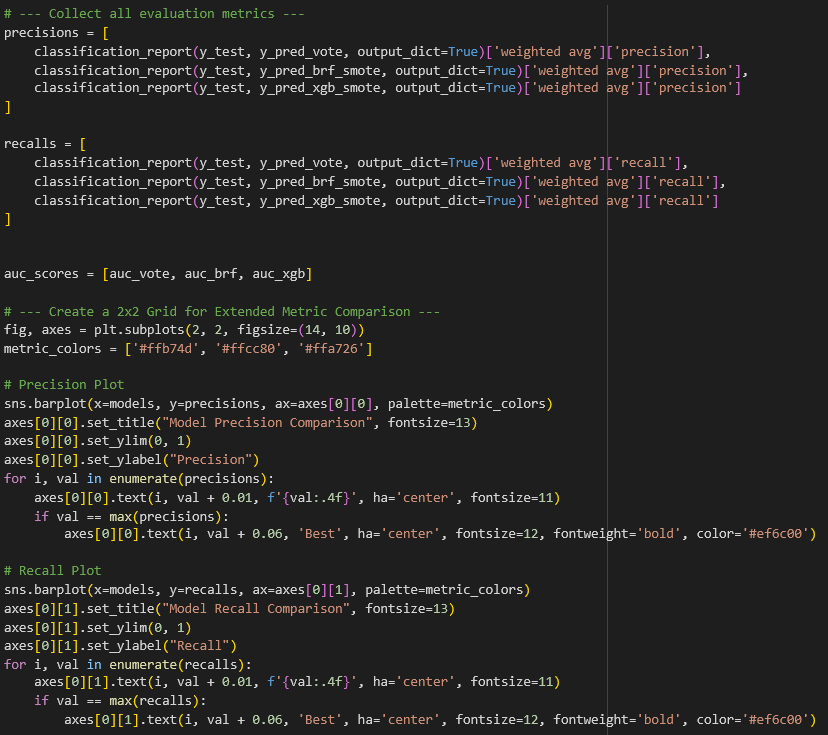 # --- Collect all evaluation metrics ---
precisions = [
    classification_report(y_test, y_pred_vote, output_dict=True)['weighted avg']['precision'],
    classification_report(y_test, y_pred_brf_smote, output_dict=True)['weighted avg']['precision'],
    classification_report(y_test, y_pred_xgb_smote, output_dict=True)['weighted avg']['precision']
]

recalls = [
    classification_report(y_test, y_pred_vote, output_dict=True)['weighted avg']['recall'],
    classification_report(y_test, y_pred_brf_smote, output_dict=True)['weighted avg']['recall'],
    classification_report(y_test, y_pred_xgb_smote, output_dict=True)['weighted avg']['recall']
]


auc_scores = [auc_vote, auc_brf, auc_xgb]

# --- Create a 2x2 Grid for Extended Metric Comparison ---
fig, axes = plt.subplots(2, 2, figsize=(14, 10))
metric_colors = ['#ffb74d', '#ffcc80', '#ffa726']

# Precision Plot
sns.barplot(x=models, y=precisions, ax=axes[0][0], palette=metric_colors)
axes[0][0].set_title("Model Precision Comparison", fontsize=13)
axes[0][0].set_ylim(0, 1)
axes[0][0].set_ylabel("Precision")
for i, val in enumerate(precisions):
    axes[0][0].text(i, val + 0.01, f'{val:.4f}', ha='center', fontsize=11)
    if val == max(precisions):
        axes[0][0].text(i, val + 0.06, 'Best', ha='center', fontsize=12, fontweight='bold', color='#ef6c00')

# Recall Plot
sns.barplot(x=models, y=recalls, ax=axes[0][1], palette=metric_colors)
axes[0][1].set_title("Model Recall Comparison", fontsize=13)
axes[0][1].set_ylim(0, 1)
axes[0][1].set_ylabel("Recall")
for i, val in enumerate(recalls):
    axes[0][1].text(i, val + 0.01, f'{val:.4f}', ha='center', fontsize=11)
    if val == max(recalls):
        axes[0][1].text(i, val + 0.06, 'Best', ha='center', fontsize=12, fontweight='bold', color='#ef6c00')